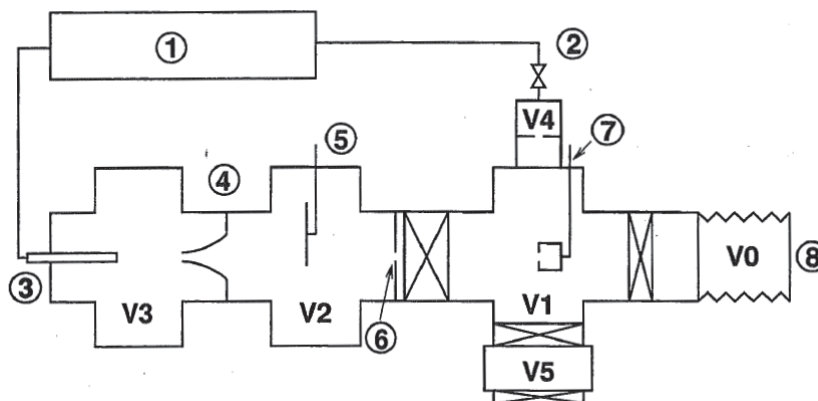 ①
②
V4
⑦
⑤
④
③
V3
V2
⑥
V1
V0
⑧
V5